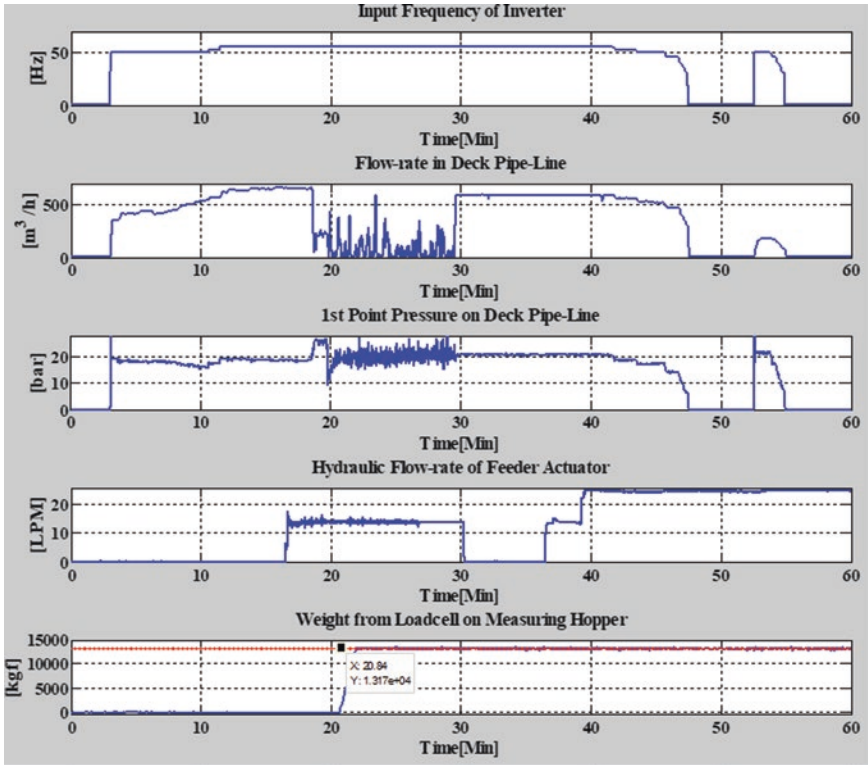 Input Frequency of Inverter
50
0
[Hz]
0 10 20 30 40 50 60
Time[Min]
Flow-rate in Deck Pipe-Line
500
0
[m³/h]
0 10 20 30 40 50 60
Time[Min]
1st Point Pressure on Deck Pipe-Line
20
10
0
[bar]
0 10 20 30 40 50 60
Time[Min]
Hydraulic Flow-rate of Feeder Actuator
20
10
0
[LPM]
0 10 20 30 40 50 60
Time[Min]
Weight from Loadcell on Measuring Hopper
15000
10000
5000
0
[kgf]
X: 20.84
Y: 1.317e+04
0 10 20 30 40 50 60
Time[Min]